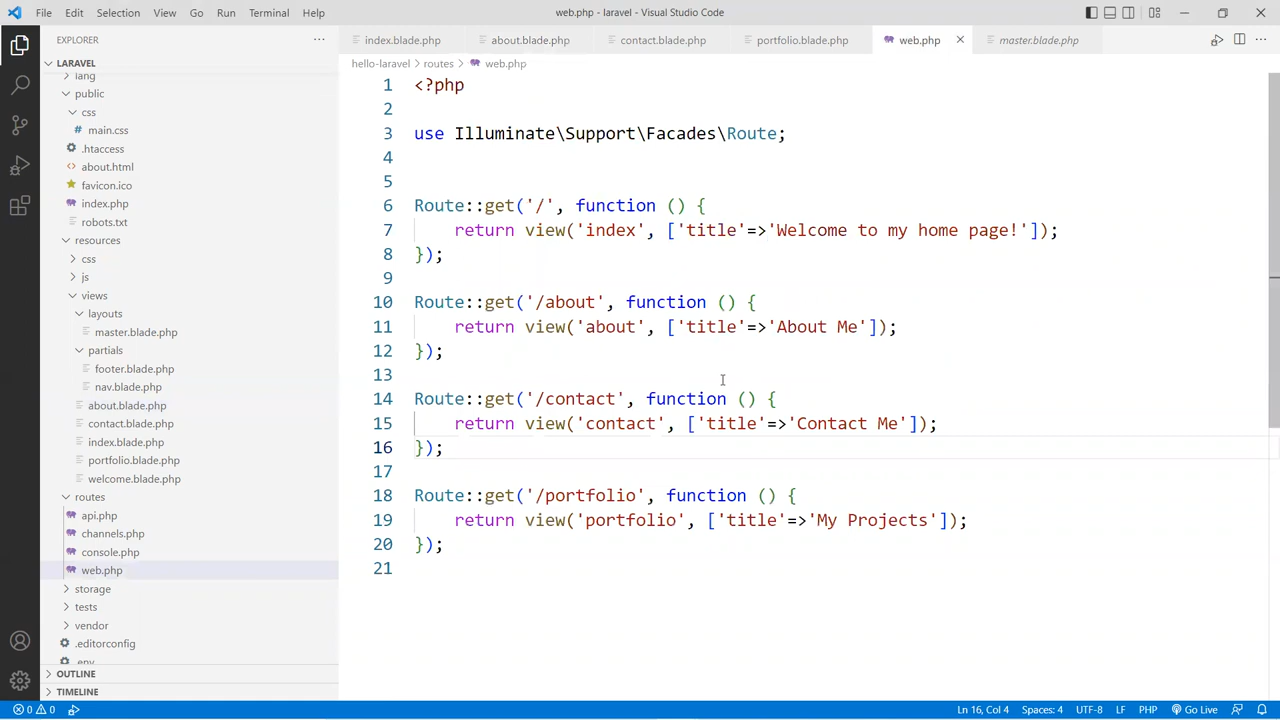 File Edit Selection View Go Run Terminal Help web.php - laravel - Visual Studio Code
EXPLORER
LARAVEL
lang
public
css
main.css
.htaccess
about.html
favicon.ico
index.php
robots.txt
resources
css
js
views
layouts
master.blade.php
partials
footer.blade.php
nav.blade.php
about.blade.php
contact.blade.php
index.blade.php
portfolio.blade.php
welcome.blade.php
routes
api.php
channels.php
console.php
web.php
storage
tests
vendor
.editorconfig
.env
OUTLINE
TIMELINE
index.blade.php about.blade.php contact.blade.php portfolio.blade.php web.php master.blade.php
hello-laravel > routes > web.php
1 <?php
2
3 use Illuminate\Support\Facades\Route;
4
5
6 Route::get('/', function () {
7 return view('index', ['title'=>'Welcome to my home page!']);
8 });
9
10 Route::get('/about', function () {
11 return view('about', ['title'=>'About Me']);
12 });
13
14 Route::get('/contact', function () {
15 return view('contact', ['title'=>'Contact Me']);
16 });
17
18 Route::get('/portfolio', function () {
19 return view('portfolio', ['title'=>'My Projects']);
20 });
21
0 0 Ln 16, Col 4 Spaces: 4 UTF-8 LF PHP Go Live